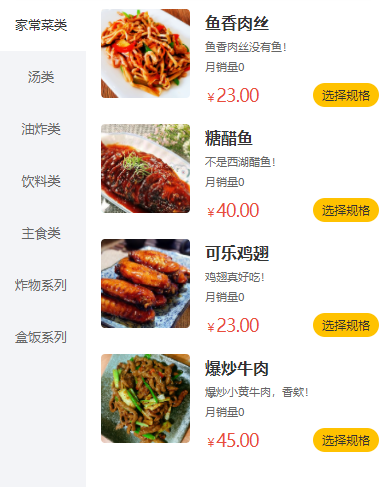 家常菜类
汤类
油炸类
饮料类
主食类
炸物系列
盒饭系列
鱼香肉丝
鱼香肉丝没有鱼！
月销量0
￥23.00
选择规格
糖醋鱼
不是西湖醋鱼！
月销量0
￥40.00
选择规格
可乐鸡翅
鸡翅真好吃！
月销量0
￥23.00
选择规格
爆炒牛肉
爆炒小黄牛肉，香欸！
月销量0
￥45.00
选择规格